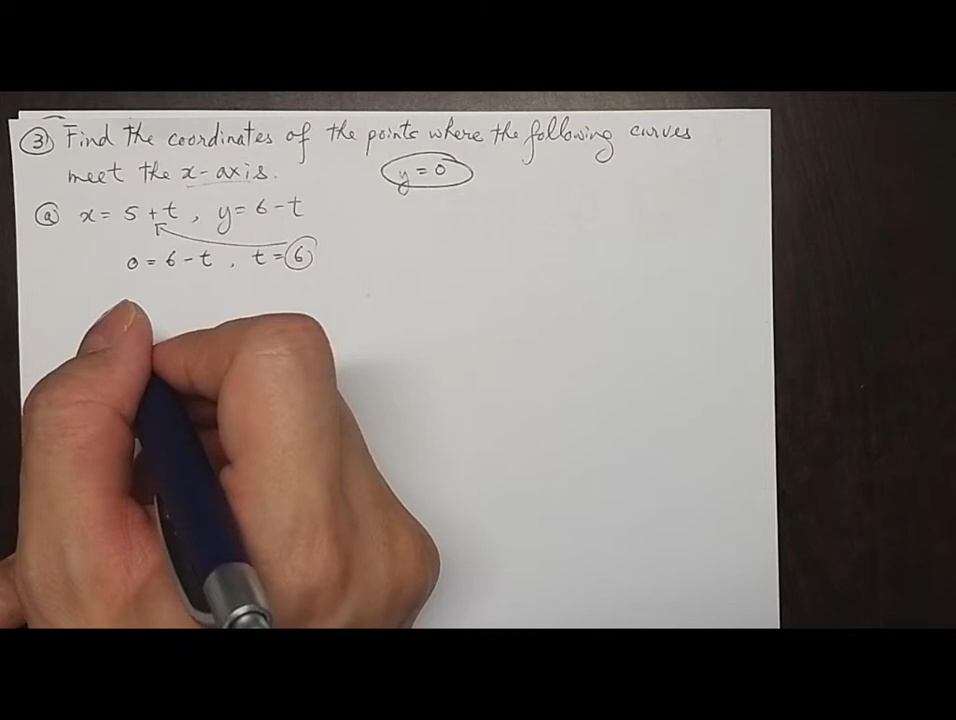 ③ Find the coordinates of the points where the following curves
meet the x-axis. y = 0
ⓐ x = 5 + t , y = 6 - t
0 = 6 - t , t = 6